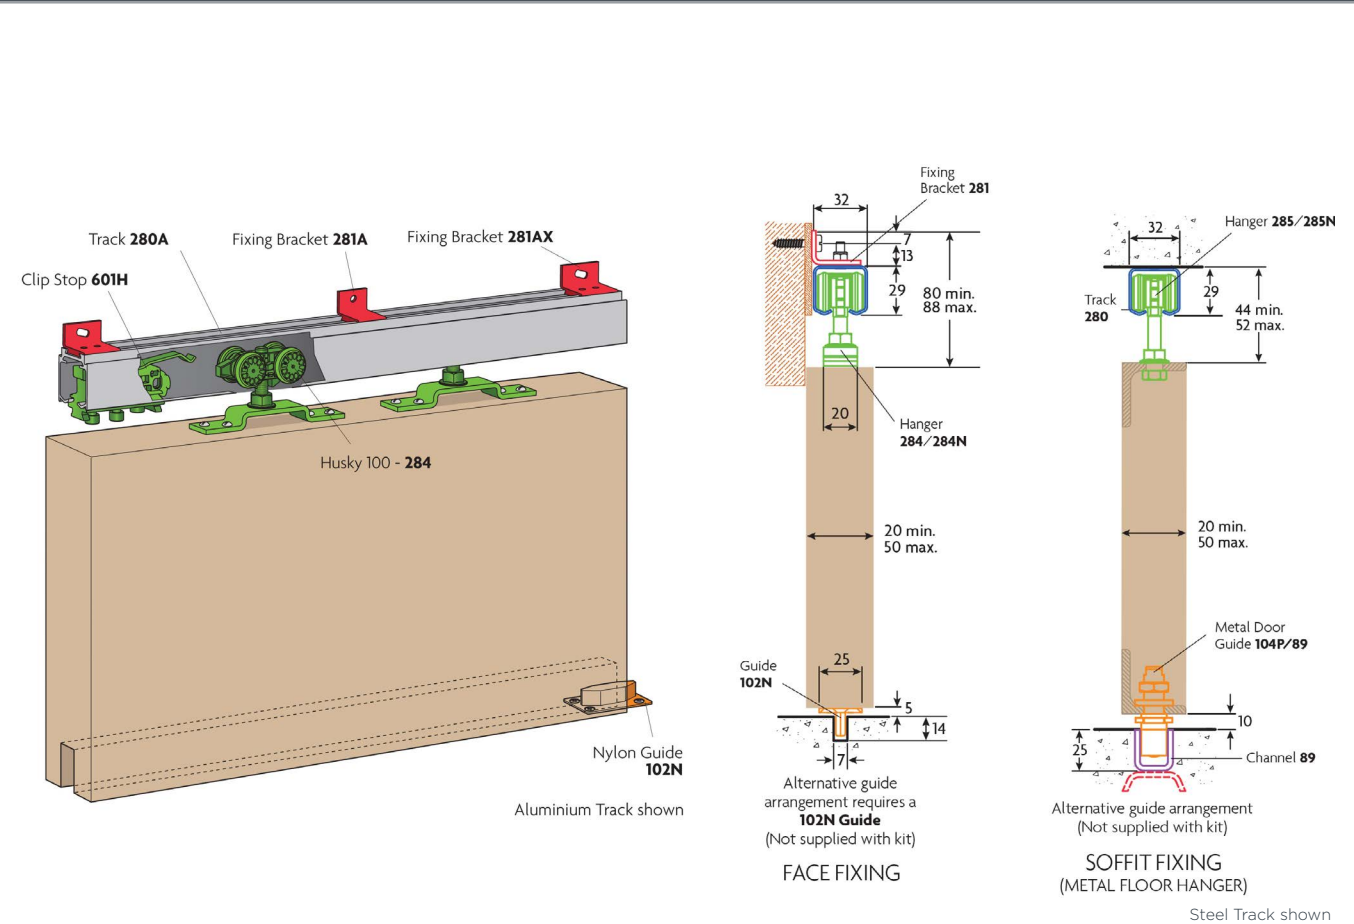 Track 280A
Fixing Bracket 281A
Fixing Bracket 281AX
Clip Stop 601H
Husky 100 - 284
Nylon Guide
102N
Aluminium Track shown
Fixing
Bracket 281
32
7
13
29
80 min.
88 max.
20
Hanger
284/284N
20 min.
50 max.
Guide
102N
25
5
14
7
Alternative guide
arrangement requires a
102N Guide
(Not supplied with kit)
FACE FIXING
Hanger 285/285N
32
Track
280
29
44 min.
52 max.
20 min.
50 max.
Metal Door
Guide 104P/89
10
25
Channel 89
Alternative guide arrangement
(Not supplied with kit)
SOFFIT FIXING
(METAL FLOOR HANGER)
Steel Track shown